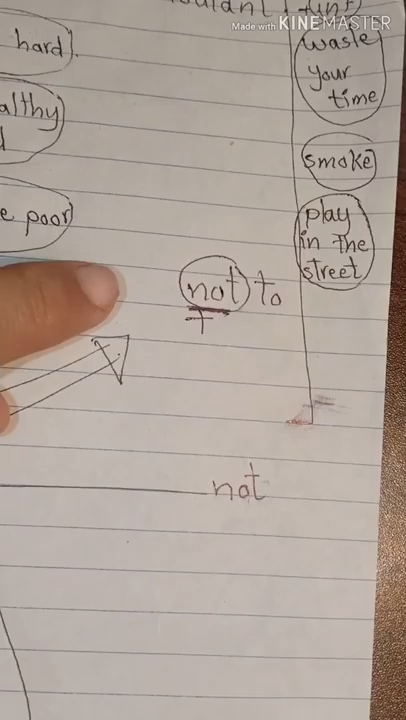 Made with KINEMASTER
hard
waste
your
time
althy
smoke
e poor
play
in the
street
not to
T
not